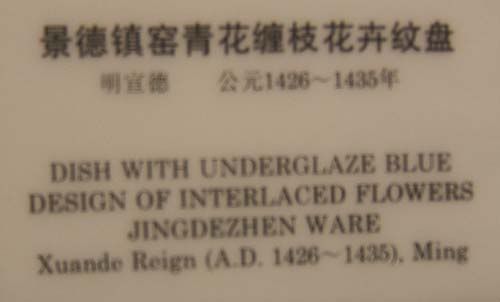 景德镇窑青花缠枝花卉纹盘
明宣德 公元1426~1435年
DISH WITH UNDERGLAZE BLUE
DESIGN OF INTERLACED FLOWERS
JINGDEZHEN WARE
Xuande Reign (A.D. 1426~1435), Ming